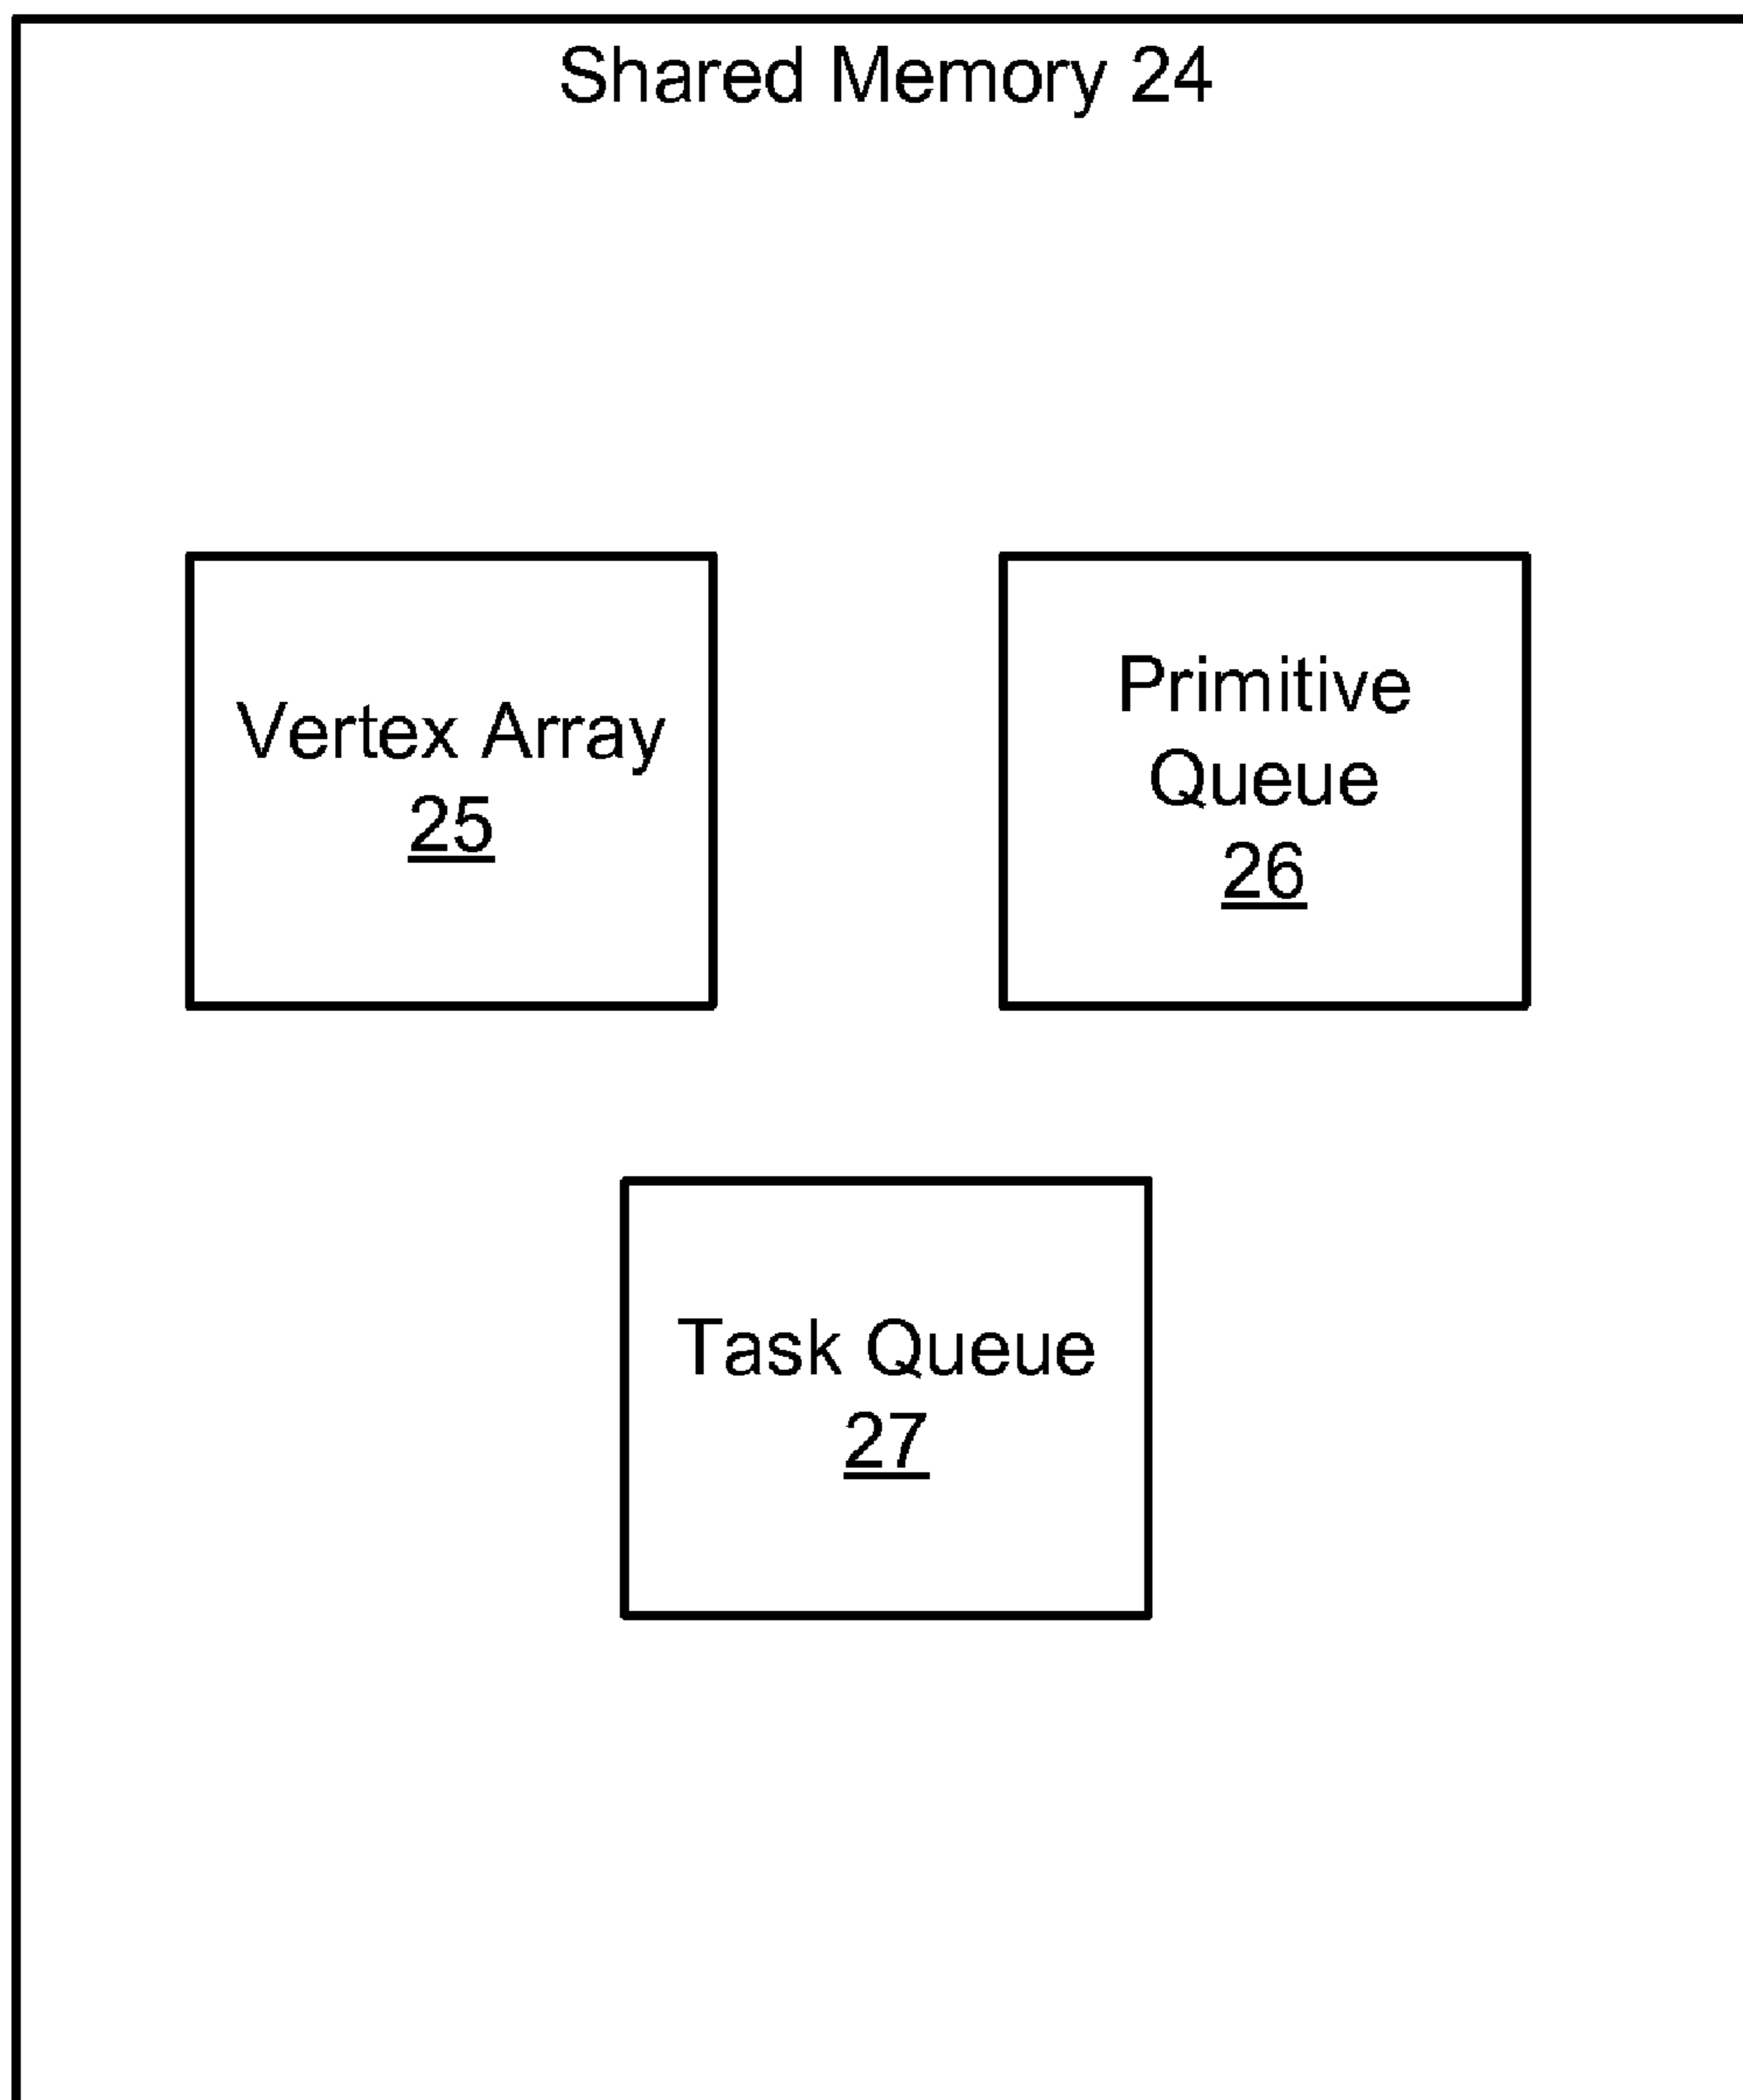 Shared Memory 24
Vertex Array
25
Primitive
Queue
26
Task Queue
27